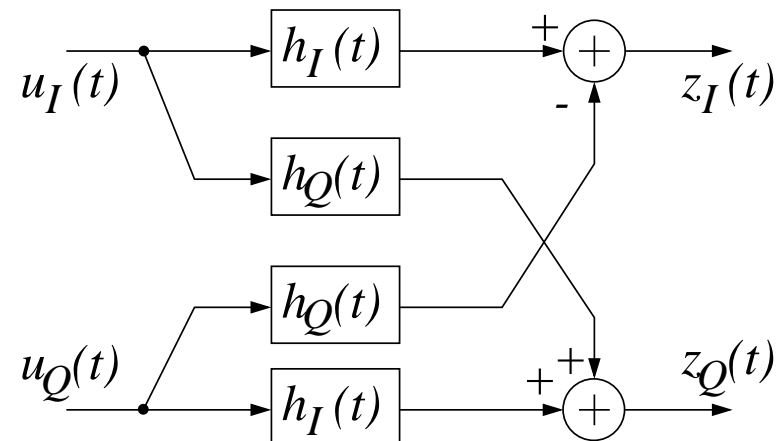 h_I(t) + +
u_I(t) z_I(t)
-
h_Q(t)
h_Q(t)
u_Q(t) + z_Q(t)
h_I(t) + +